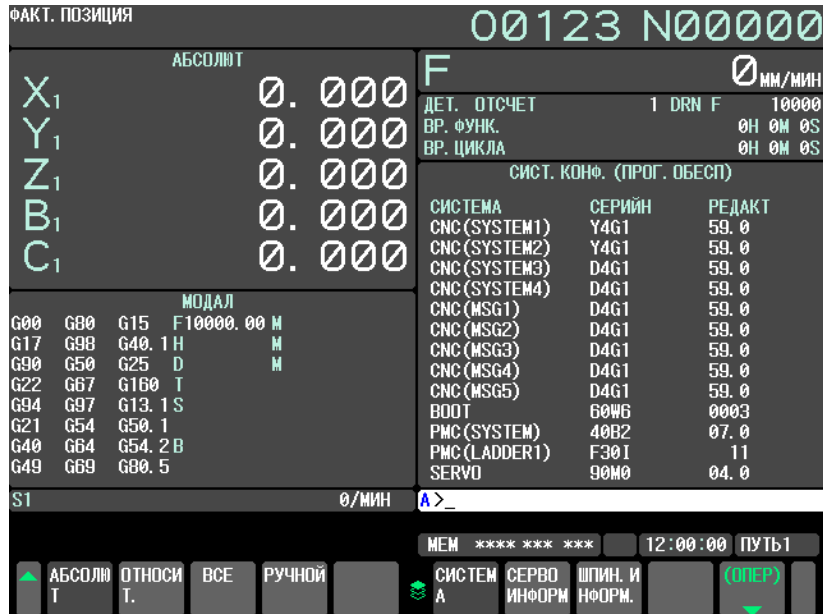 ФАКТ. ПОЗИЦИЯ
O0123 N00000
АБСОЛЮТ
X1 0. 000
Y1 0. 000
Z1 0. 000
B1 0. 000
C1 0. 000
F 0 ММ/МИН
ДЕТ. ОТСЧЕТ 1 DRN F 10000
ВР. ФУНК. 0H 0M 0S
ВР. ЦИКЛА 0H 0M 0S
МОДАЛ
G00 G80 G15 F10000. 00 M
G17 G98 G40. 1 H M
G90 G50 G25 D M
G22 G67 G160 T
G94 G97 G13. 1 S
G21 G54 G50. 1
G40 G64 G54. 2 B
G49 G69 G80. 5
S1 0/МИН
СИСТ. КОНФ. (ПРОГ. ОБЕСП)
СИСТЕМА СЕРИЙН РЕДАКТ
CNC(SYSTEM1) Y4G1 59. 0
CNC(SYSTEM2) Y4G1 59. 0
CNC(SYSTEM3) D4G1 59. 0
CNC(SYSTEM4) D4G1 59. 0
CNC(MSG1) D4G1 59. 0
CNC(MSG2) D4G1 59. 0
CNC(MSG3) D4G1 59. 0
CNC(MSG4) D4G1 59. 0
CNC(MSG5) D4G1 59. 0
BOOT 60W6 0003
PMC(SYSTEM) 40B2 07. 0
PMC(LADDER1) F30I 11
SERVO 90M0 04. 0
A>_
MEM **** *** *** 12:00:00 ПУТЬ1
АБСОЛЮ
Т
ОТНОСИ
Т.
ВСЕ
РУЧНОЙ
СИСТЕМ
А
СЕРВО
ИНФОРМ
ШПИН. И
НФОРМ.
(ОПЕР)